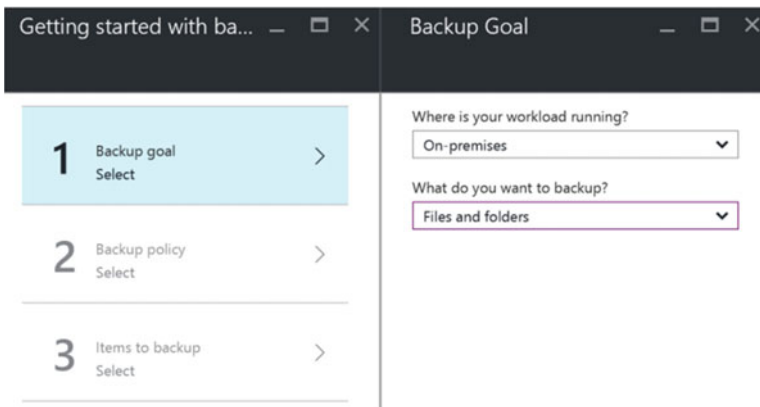 Getting started with ba...
1
Backup goal
Select
2
Backup policy
Select
3
Items to backup
Select
Backup Goal
Where is your workload running?
On-premises
What do you want to backup?
Files and folders